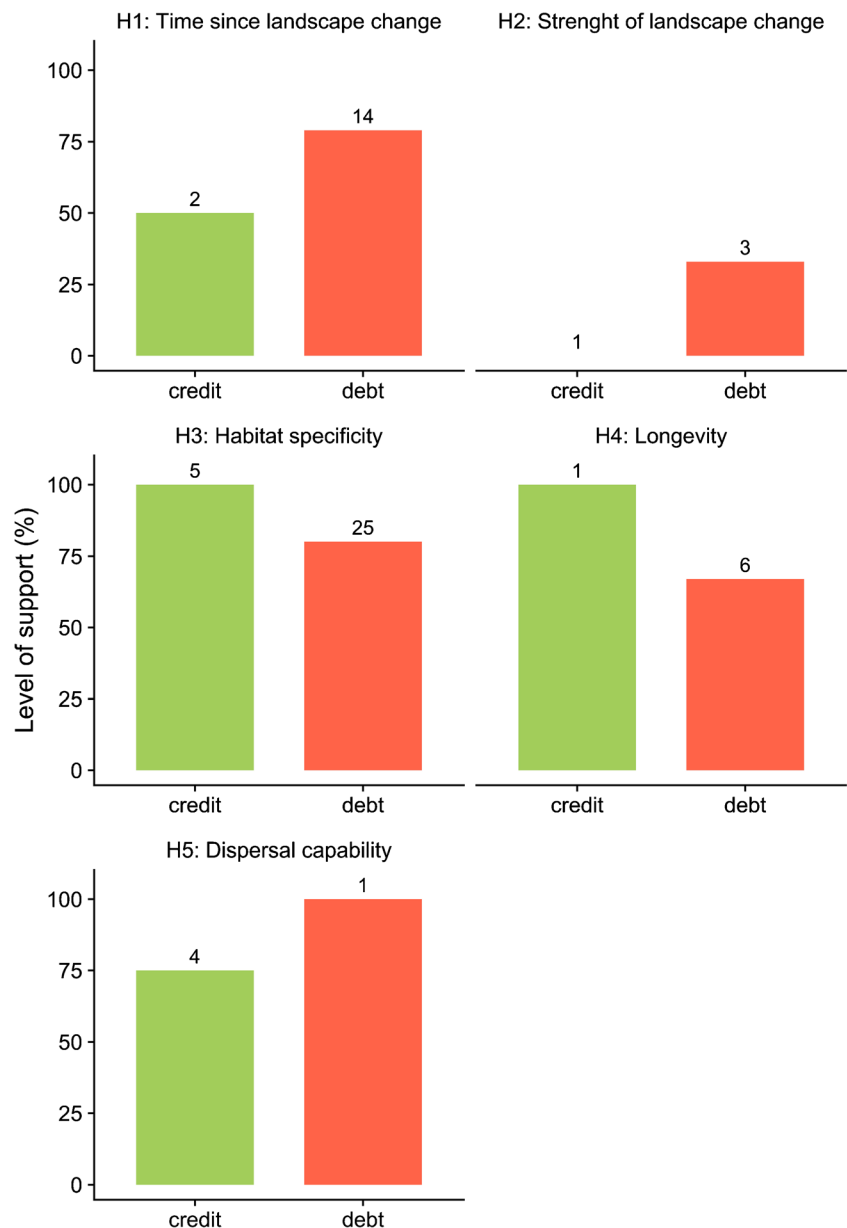 H1: Time since landscape change
H2: Strenght of landscape change
100
75
50
25
0
2
14
1
3
credit
debt
credit
debt
H3: Habitat specificity
H4: Longevity
Level of support (%)
100
75
50
25
0
5
25
1
6
credit
debt
credit
debt
H5: Dispersal capability
100
75
50
25
0
4
1
credit
debt